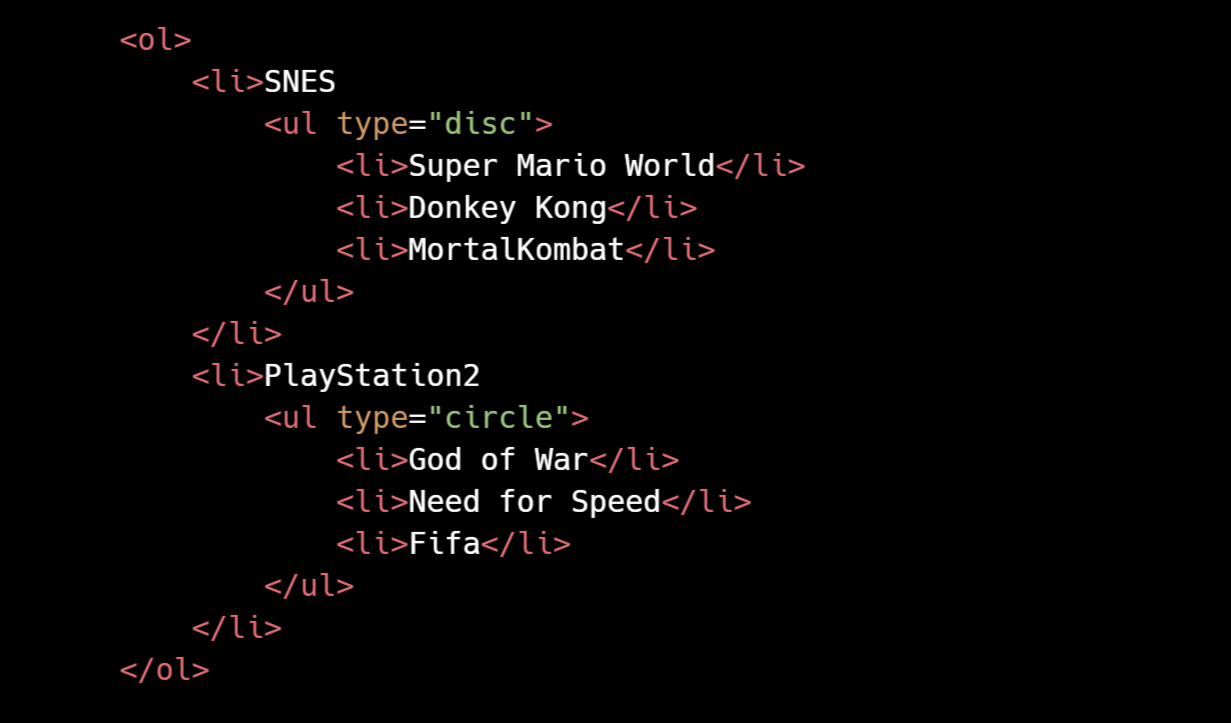 <ol>
    <li>SNES
        <ul type="disc">
            <li>Super Mario World</li>
            <li>Donkey Kong</li>
            <li>MortalKombat</li>
        </ul>
    </li>
    <li>PlayStation2
        <ul type="circle">
            <li>God of War</li>
            <li>Need for Speed</li>
            <li>Fifa</li>
        </ul>
    </li>
</ol>